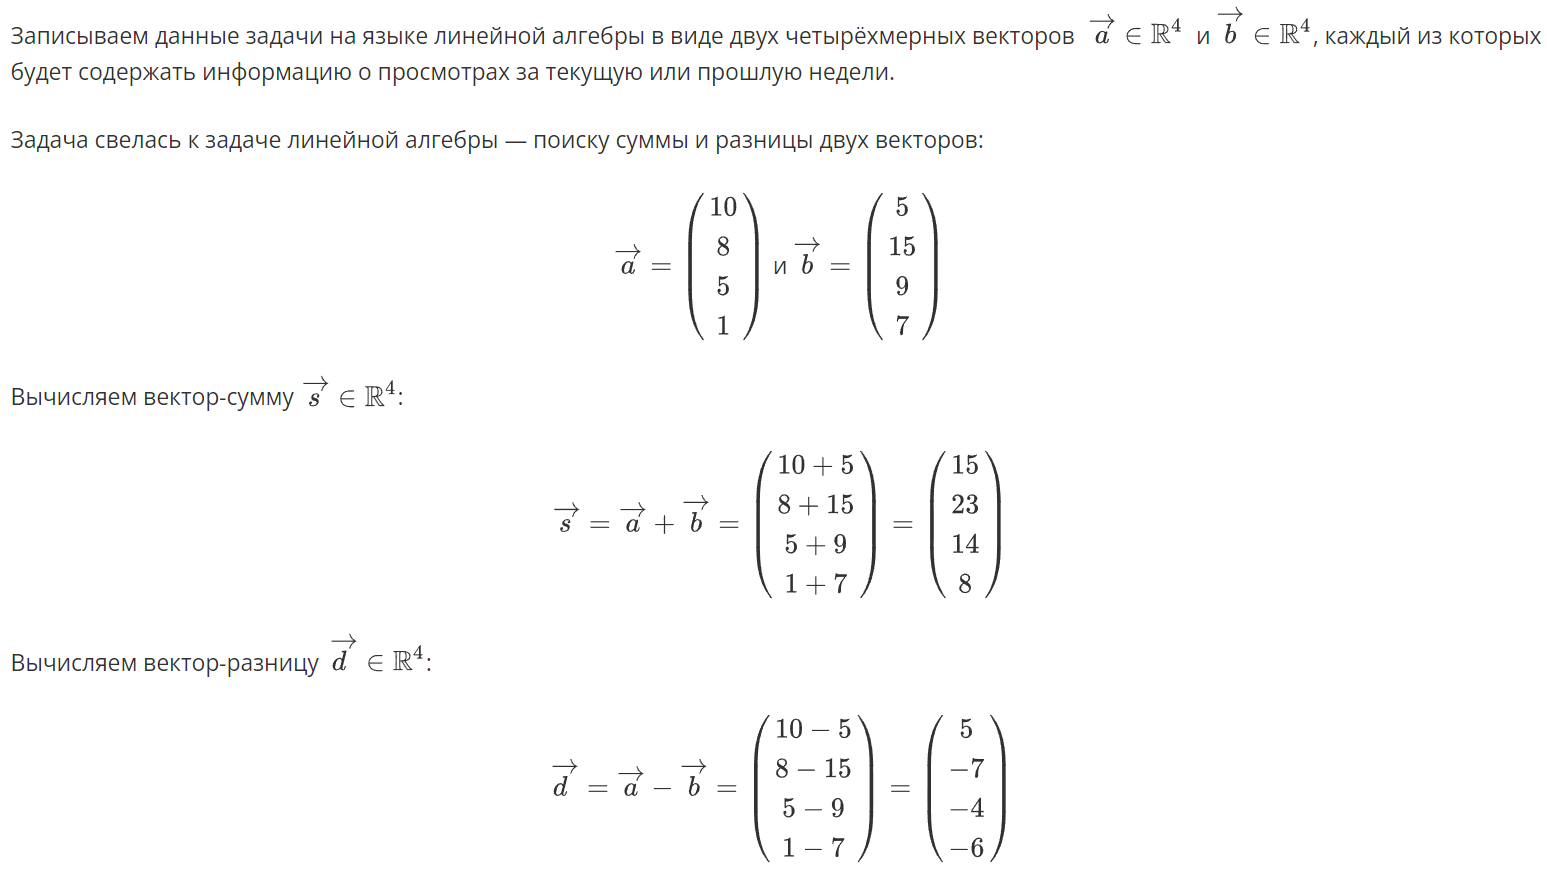 Записываем данные задачи на языке линейной алгебры в виде двух четырёхмерных векторов $\overrightarrow{a} \in \mathbb{R}^4$ и $\overrightarrow{b} \in \mathbb{R}^4$, каждый из которых
будет содержать информацию о просмотрах за текущую или прошлую недели.
Задача свелась к задаче линейной алгебры — поиску суммы и разницы двух векторов:
$\overrightarrow{a} = \begin{pmatrix} 10 \\ 8 \\ 5 \\ 1 \end{pmatrix}$ и $\overrightarrow{b} = \begin{pmatrix} 5 \\ 15 \\ 9 \\ 7 \end{pmatrix}$
Вычисляем вектор-сумму $\overrightarrow{s} \in \mathbb{R}^4$:
$\overrightarrow{s} = \overrightarrow{a} + \overrightarrow{b} = \begin{pmatrix} 10 + 5 \\ 8 + 15 \\ 5 + 9 \\ 1 + 7 \end{pmatrix} = \begin{pmatrix} 15 \\ 23 \\ 14 \\ 8 \end{pmatrix}$
Вычисляем вектор-разницу $\overrightarrow{d} \in \mathbb{R}^4$:
$\overrightarrow{d} = \overrightarrow{a} - \overrightarrow{b} = \begin{pmatrix} 10 - 5 \\ 8 - 15 \\ 5 - 9 \\ 1 - 7 \end{pmatrix} = \begin{pmatrix} 5 \\ -7 \\ -4 \\ -6 \end{pmatrix}$